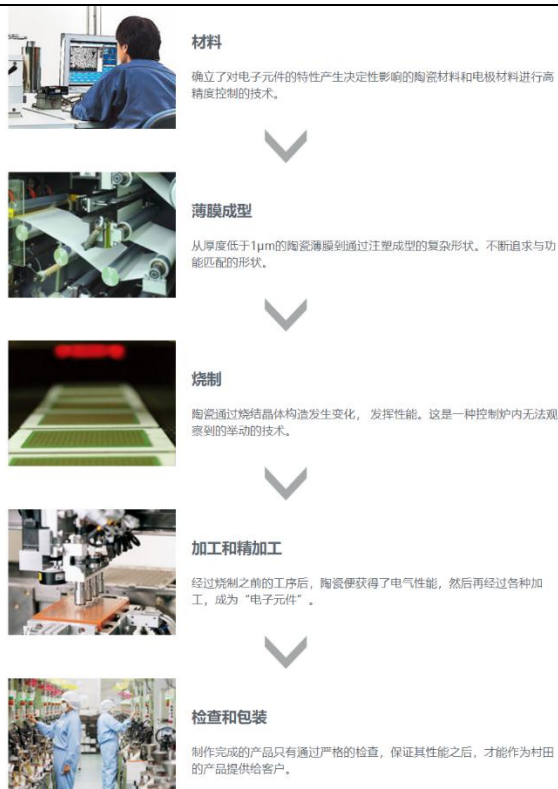 材料
确立了对电子元件的特性产生决定性影响的陶瓷材料和电极材料进行高
精度控制的技术。
薄膜成型
从厚度低于1μm的陶瓷薄膜到通过注塑成型的复杂形状。不断追求与功
能匹配的形状。
烧制
陶瓷通过烧结晶体构造发生变化， 发挥性能。这是一种控制炉内无法观
察到的举动的技术。
加工和精加工
经过烧制之前的工序后，陶瓷便获得了电气性能，然后再经过各种加
工，成为“电子元件”。
检查和包装
制作完成的产品只有通过严格的检查，保证其性能之后，才能作为村田
的产品提供给客户。